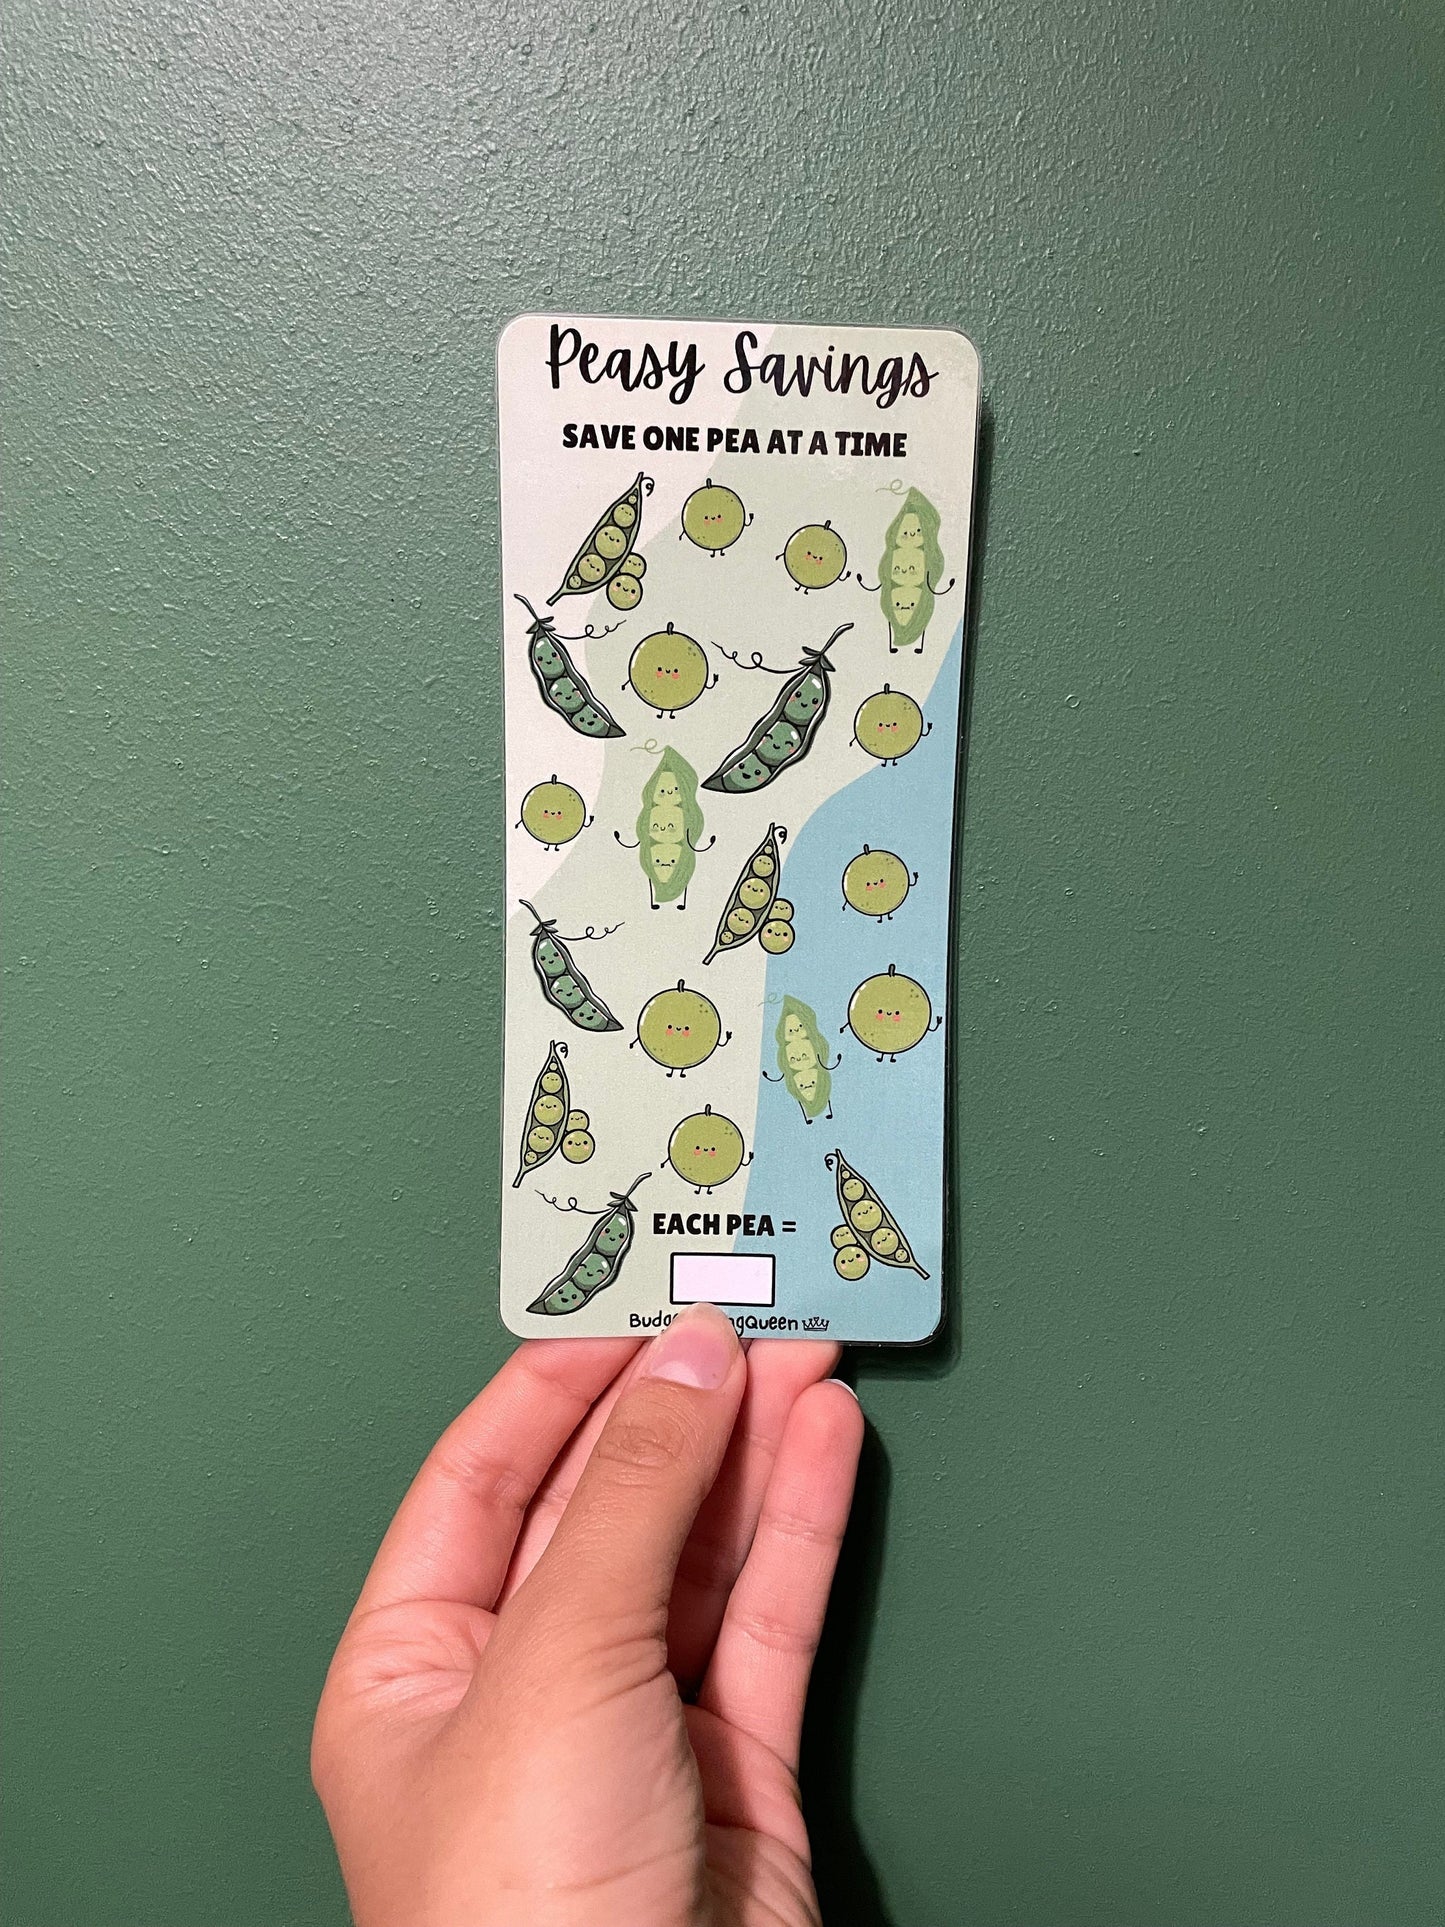 Peasy Savings
SAVE ONE PEA AT A TIME
EACH PEA =